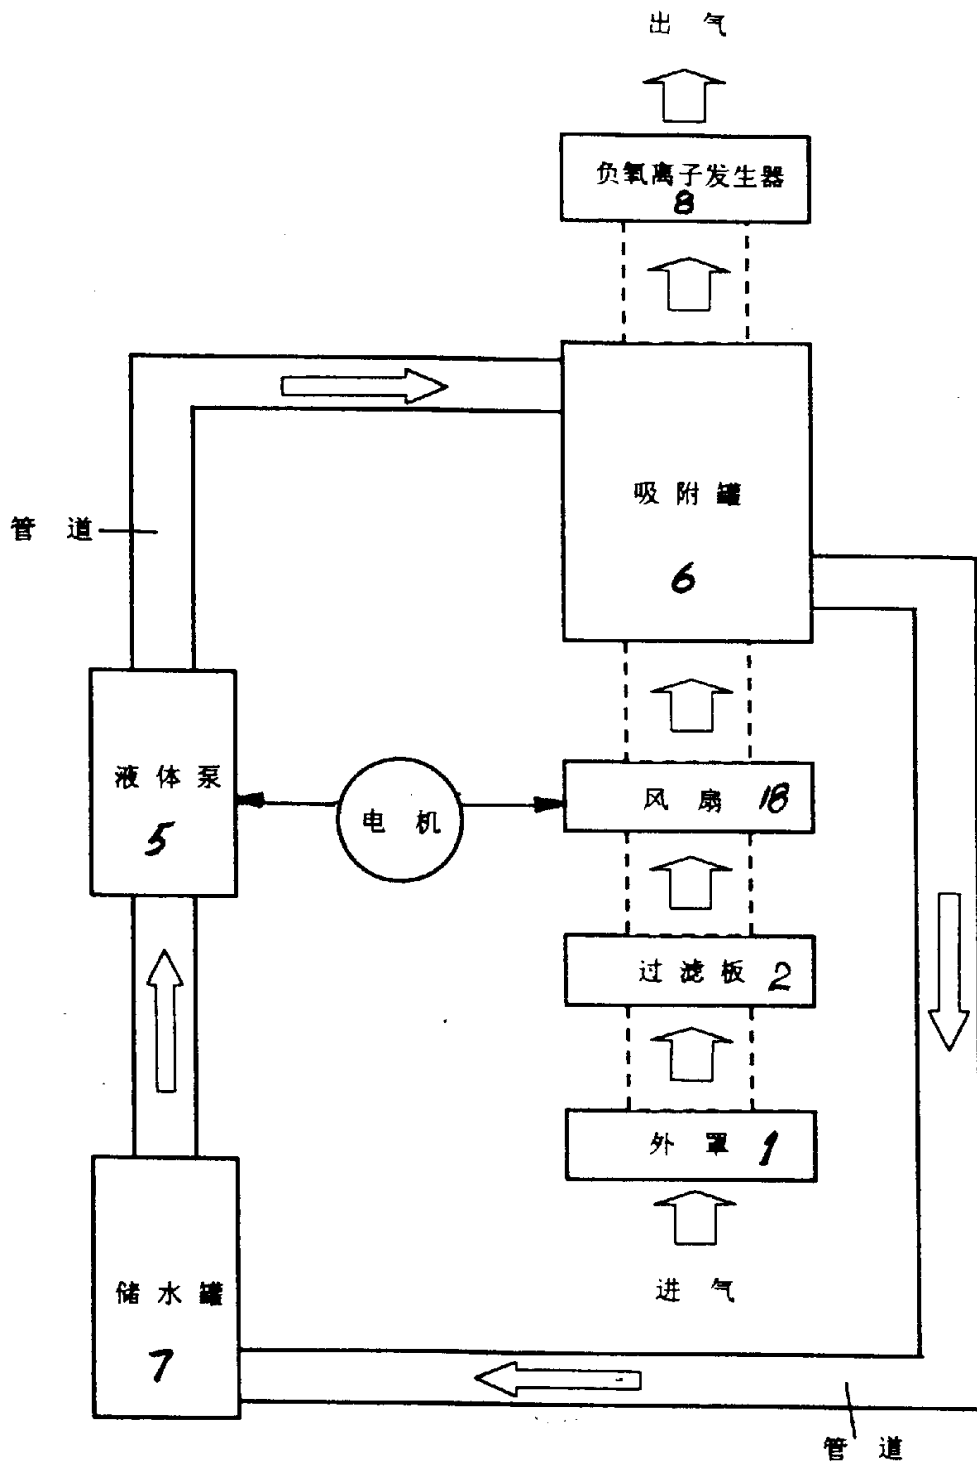 出 气
负氧离子发生器
8
吸附罐
6
管 道
液体泵
5
电 机
风 扇 18
过滤板 2
外 罩 1
储水罐
7
进 气
管 道